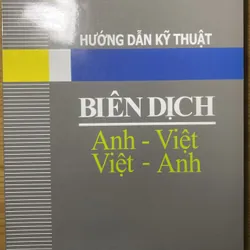 HƯỚNG DẪN KỸ THUẬT
BIÊN DỊCH
Anh - Việt
Việt - Anh